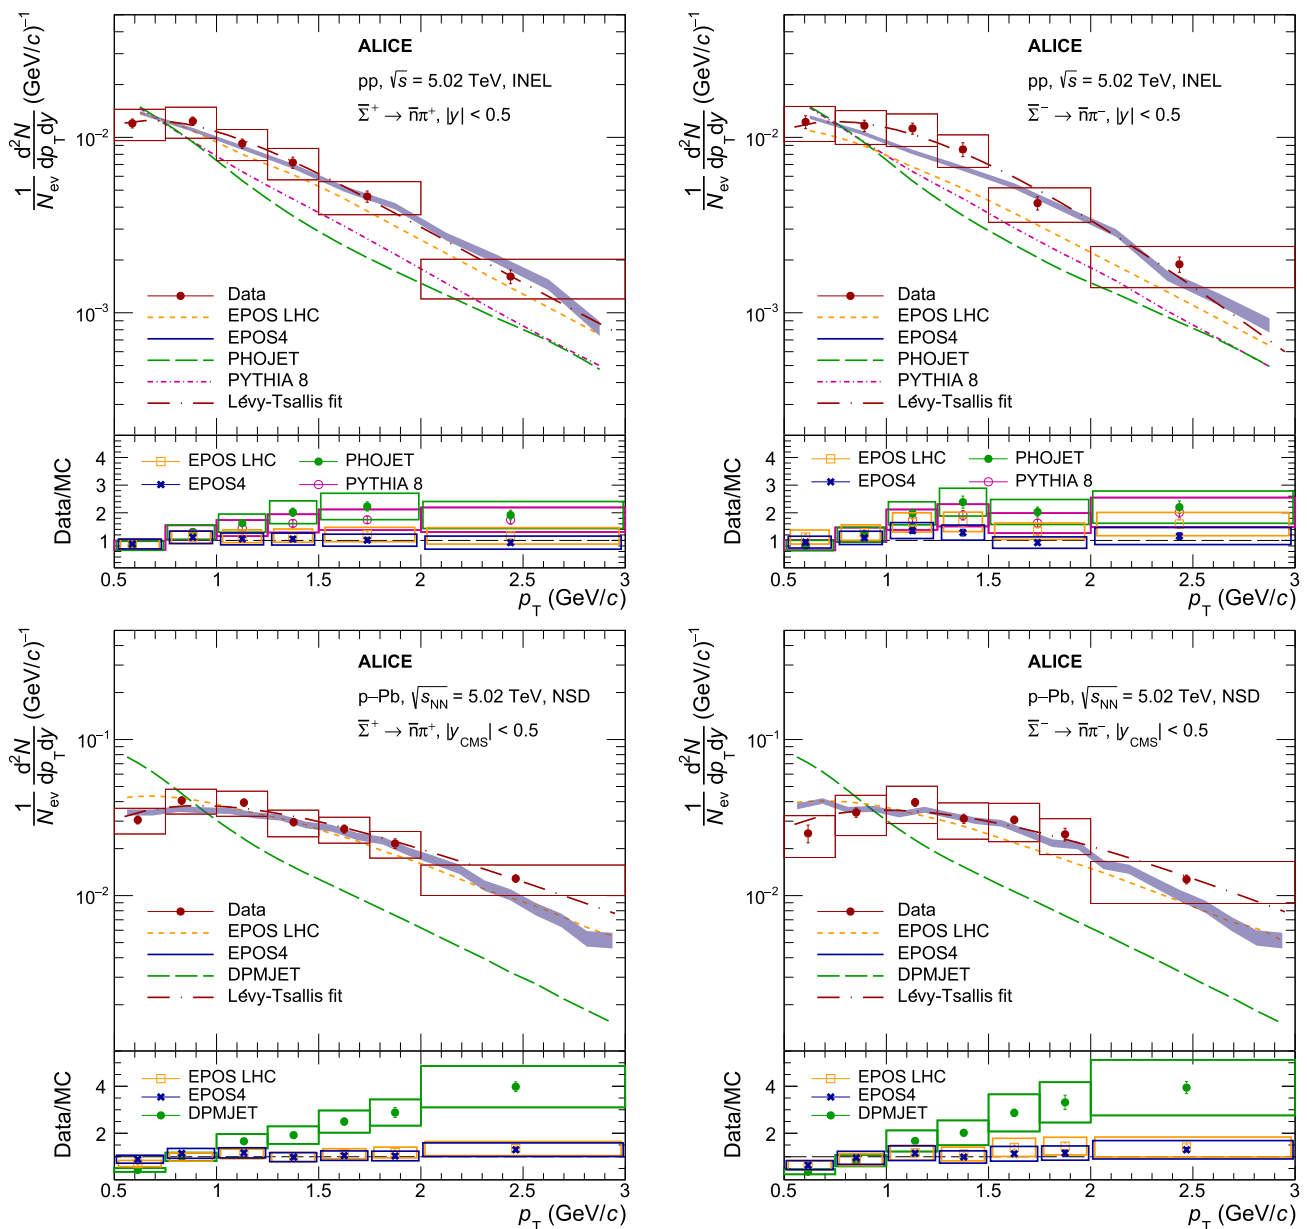 ALICE
pp, √s = 5.02 TeV, INEL
Σ̅⁺ → n̅π⁺, |y| < 0.5
1/N_ev d²N/dp_Tdy (GeV/c)⁻¹
10⁻²
10⁻³
Data
EPOS LHC
EPOS4
PHOJET
PYTHIA 8
Lévy-Tsallis fit
Data/MC
4
3
2
1
EPOS LHC
PHOJET
EPOS4
PYTHIA 8
0.5 1 1.5 2 2.5 3
p_T (GeV/c)
ALICE
pp, √s = 5.02 TeV, INEL
Σ̅⁻ → n̅π⁻, |y| < 0.5
1/N_ev d²N/dp_Tdy (GeV/c)⁻¹
10⁻²
10⁻³
Data
EPOS LHC
EPOS4
PHOJET
PYTHIA 8
Lévy-Tsallis fit
Data/MC
4
3
2
1
EPOS LHC
PHOJET
EPOS4
PYTHIA 8
0.5 1 1.5 2 2.5 3
p_T (GeV/c)
ALICE
p–Pb, √s_NN = 5.02 TeV, NSD
Σ̅⁺ → n̅π⁺, |y_CMS| < 0.5
1/N_ev d²N/dp_Tdy (GeV/c)⁻¹
10⁻¹
10⁻²
Data
EPOS LHC
EPOS4
DPMJET
Lévy-Tsallis fit
Data/MC
4
2
EPOS LHC
EPOS4
DPMJET
0.5 1 1.5 2 2.5 3
p_T (GeV/c)
ALICE
p–Pb, √s_NN = 5.02 TeV, NSD
Σ̅⁻ → n̅π⁻, |y_CMS| < 0.5
1/N_ev d²N/dp_Tdy (GeV/c)⁻¹
10⁻¹
10⁻²
Data
EPOS LHC
EPOS4
DPMJET
Lévy-Tsallis fit
Data/MC
4
2
EPOS LHC
EPOS4
DPMJET
0.5 1 1.5 2 2.5 3
p_T (GeV/c)